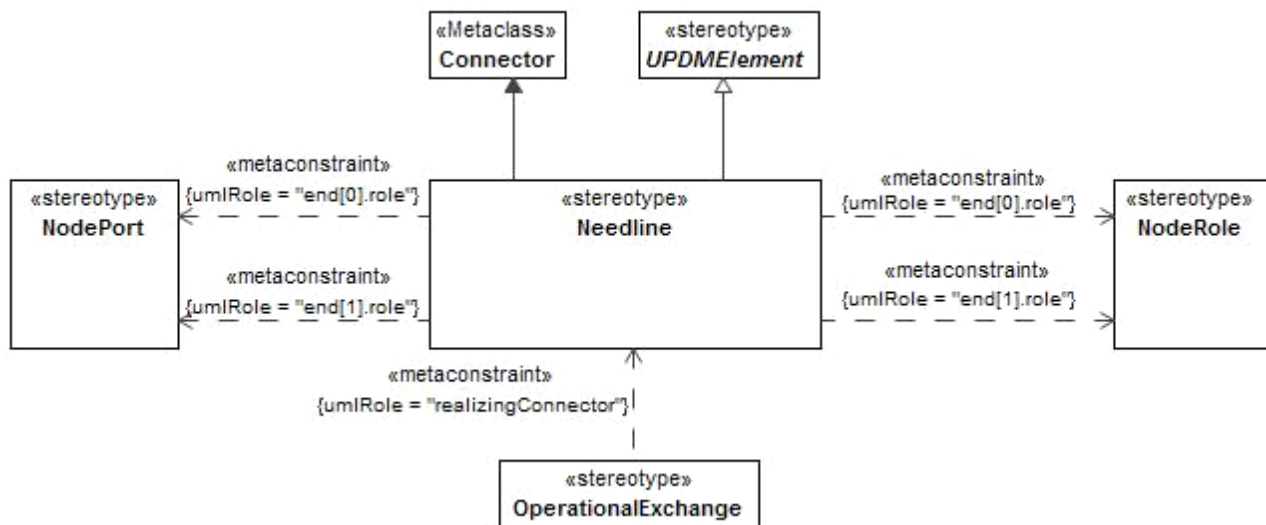 «Metaclass»
Connector
«stereotype»
UPDMElement
«metaconstraint»
{umlRole = "end[0].role"}
«metaconstraint»
{umlRole = "end[0].role"}
«stereotype»
NodePort
«stereotype»
Needline
«stereotype»
NodeRole
«metaconstraint»
{umlRole = "end[1].role"}
«metaconstraint»
{umlRole = "end[1].role"}
«metaconstraint»
{umlRole = "realizingConnector"}
«stereotype»
OperationalExchange